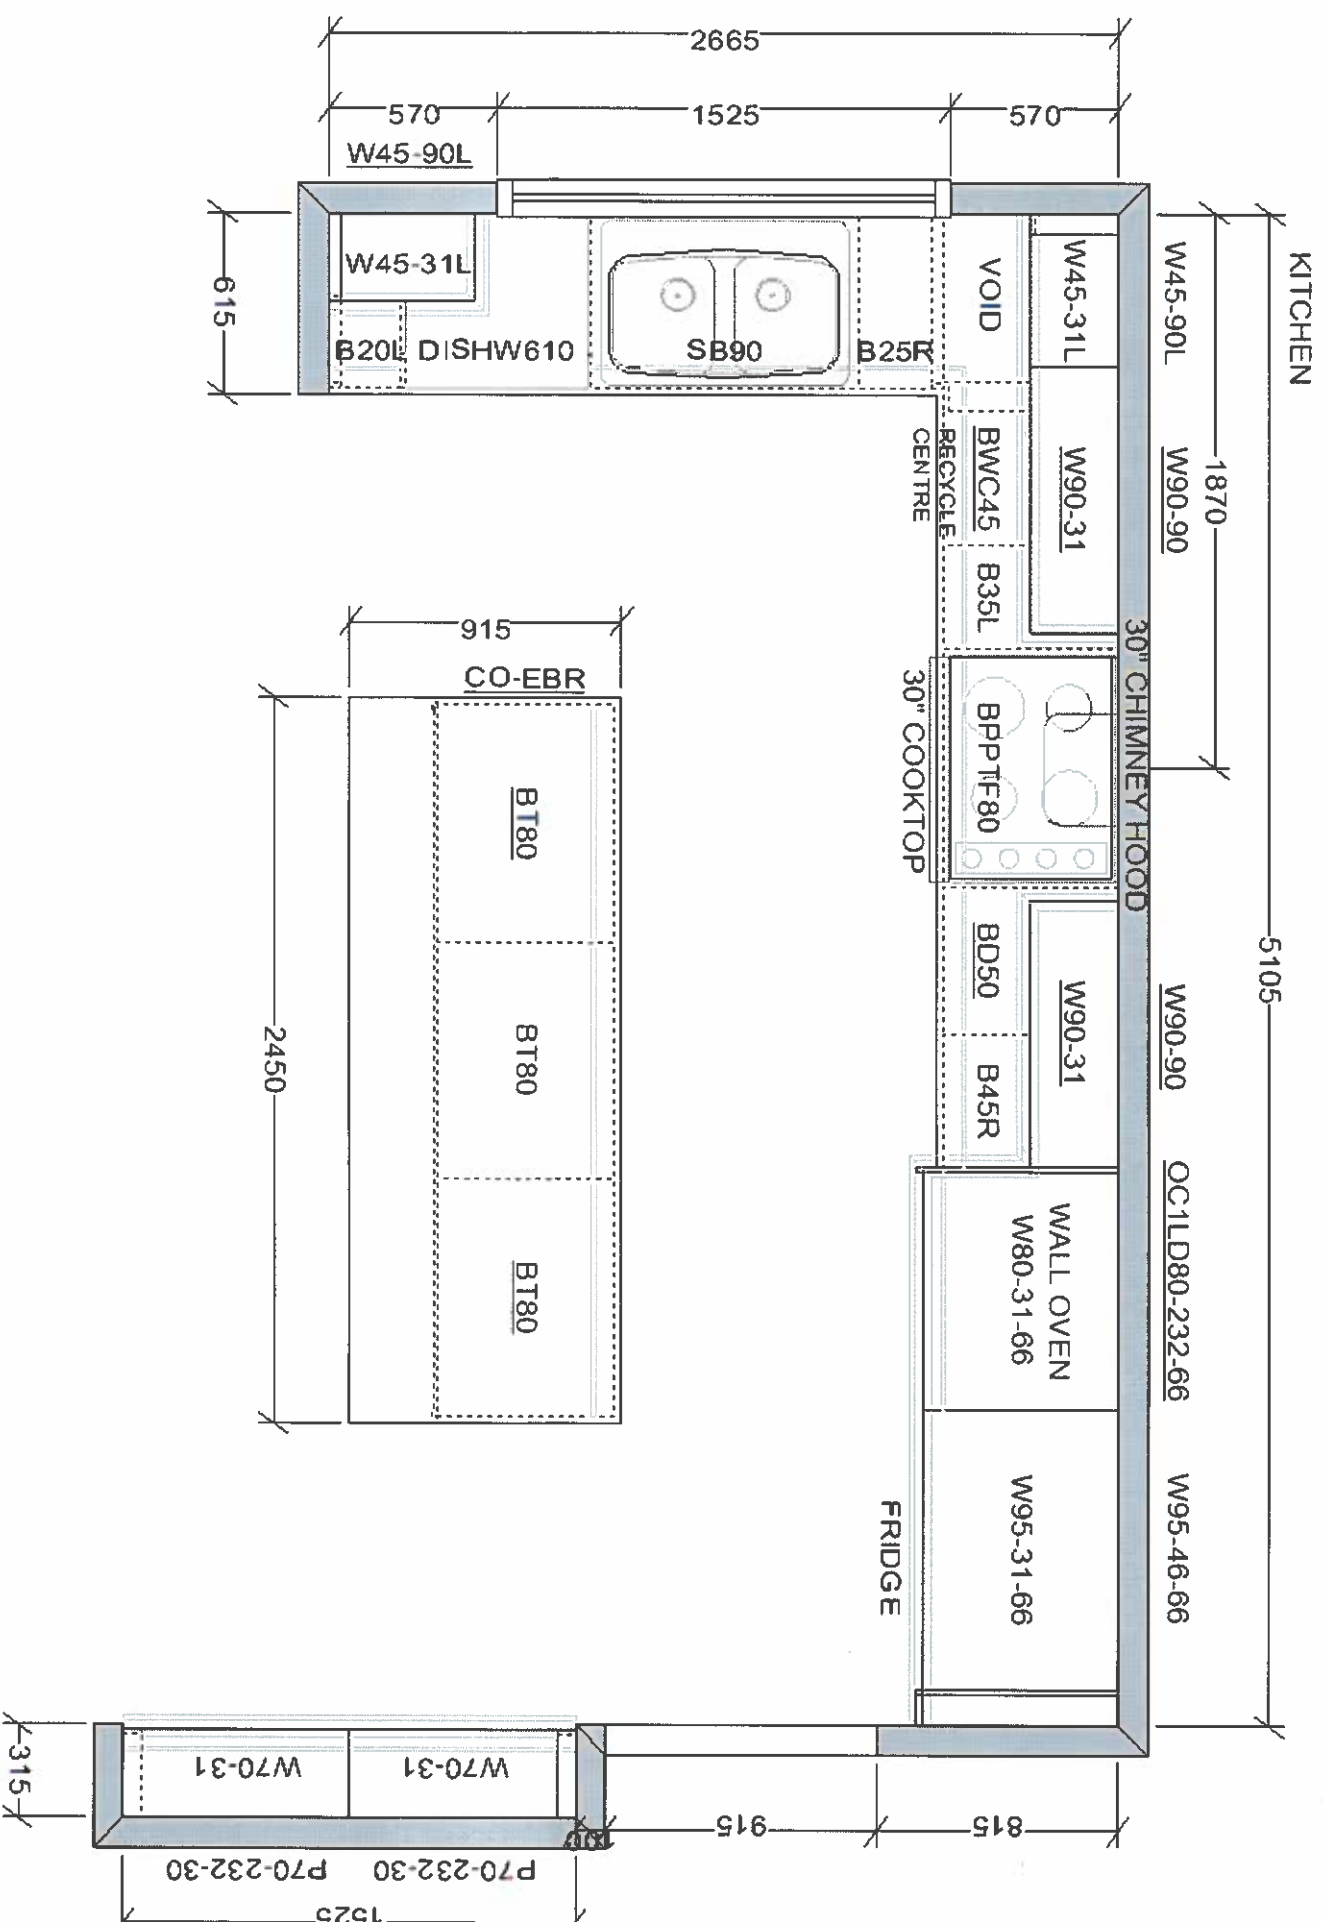 KITCHEN
2665
570
1525
570
W45-90L
615
W45-31L
B20L
DISHW610
SB90
B25R
VOID
W45-31L
W45-90L
5105
1870
W90-90
W90-31
BWC45
RECYCLE
CENTRE
B35L
30" CHIMNEY HOOD
BPPTF80
30" COOKTOP
W90-90
W90-31
BD50
B45R
OC1LD80-232-66
WALL OVEN
W80-31-66
W95-46-66
W95-31-66
FRIDGE
915
CO-EBR
BT80
BT80
BT80
2450
W70-31
W70-31
315
815
915
100
P70-232-30
P70-232-30
1525